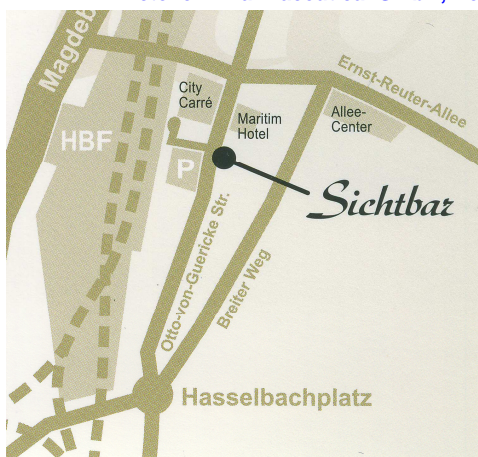 Magdeb
Ernst-Reuter-Allee
City
Carré
Maritim
Hotel
Allee-
Center
HBF
P
Sichtbar
Otto-von-Guericke Str.
Breiter Weg
Hasselbachplatz